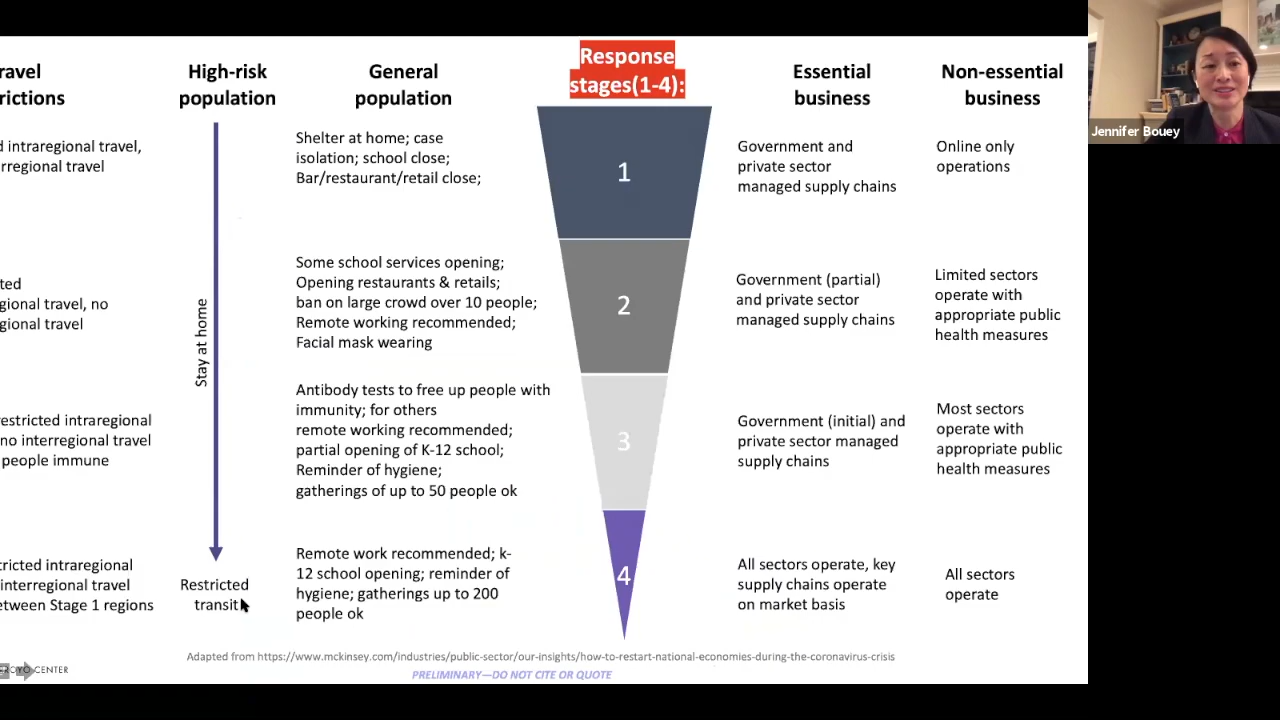 ravel
rictions
High-risk
population
General
population
Response
stages(1-4):
Essential
business
Non-essential
business
Jennifer Bouey
d intraregional travel,
rregional travel
Shelter at home; case
isolation; school close;
Bar/restaurant/retail close;
1
Government and
private sector
managed supply chains
Online only
operations
ted
gional travel, no
gional travel
Stay at home
Some school services opening;
Opening restaurants & retails;
ban on large crowd over 10 people;
Remote working recommended;
Facial mask wearing
2
Government (partial)
and private sector
managed supply chains
Limited sectors
operate with
appropriate public
health measures
restricted intraregional
no interregional travel
people immune
Antibody tests to free up people with
immunity; for others
remote working recommended;
partial opening of K-12 school;
Reminder of hygiene;
gatherings of up to 50 people ok
3
Government (initial) and
private sector managed
supply chains
Most sectors
operate with
appropriate public
health measures
tricted intraregional
interregional travel
etween Stage 1 regions
Restricted
transit
Remote work recommended; k-
12 school opening; reminder of
hygiene; gatherings up to 200
people ok
4
All sectors operate, key
supply chains operate
on market basis
All sectors
operate
Adapted from https://www.mckinsey.com/industries/public-sector/our-insights/how-to-restart-national-economies-during-the-coronavirus-crisis
PRELIMINARY—DO NOT CITE OR QUOTE
CENTER